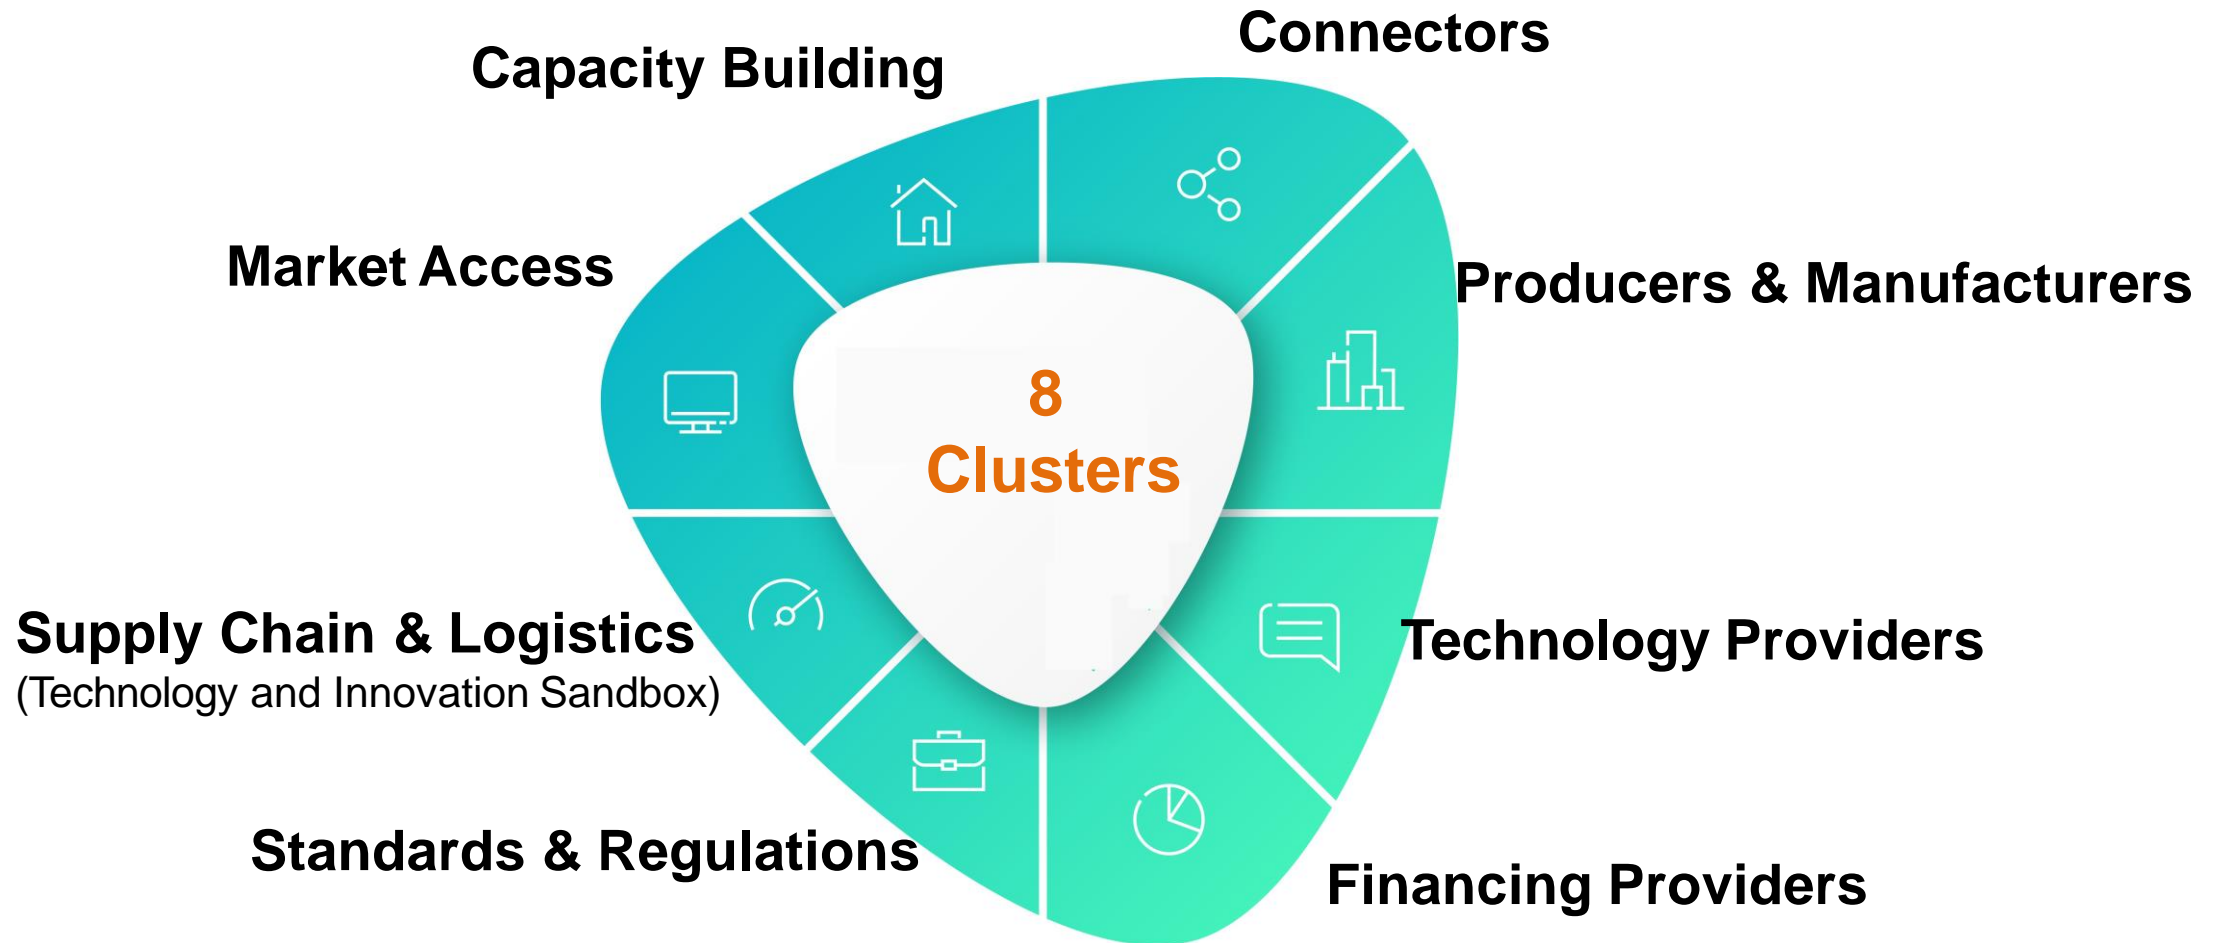 Connectors
Capacity Building
Market Access
Producers & Manufacturers
8
Clusters
Supply Chain & Logistics
(Technology and Innovation Sandbox)
Technology Providers
Standards & Regulations
Financing Providers